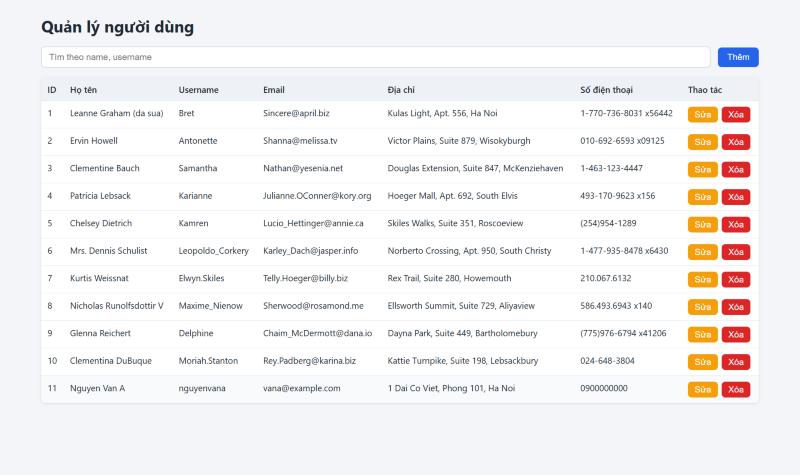 Quản lý người dùng
Tìm theo name, username
Thêm
ID Họ tên Username Email Địa chỉ Số điện thoại Thao tác
1 Leanne Graham (da sua) Bret Sincere@april.biz Kulas Light, Apt. 556, Ha Noi 1-770-736-8031 x56442 Sửa Xóa
2 Ervin Howell Antonette Shanna@melissa.tv Victor Plains, Suite 879, Wisokyburgh 010-692-6593 x09125 Sửa Xóa
3 Clementine Bauch Samantha Nathan@yesenia.net Douglas Extension, Suite 847, McKenziehaven 1-463-123-4447 Sửa Xóa
4 Patricia Lebsack Karianne Julianne.OConner@kory.org Hoeger Mall, Apt. 692, South Elvis 493-170-9623 x156 Sửa Xóa
5 Chelsey Dietrich Kamren Lucio_Hettinger@annie.ca Skiles Walks, Suite 351, Roscoeview (254)954-1289 Sửa Xóa
6 Mrs. Dennis Schulist Leopoldo_Corkery Karley_Dach@jasper.info Norberto Crossing, Apt. 950, South Christy 1-477-935-8478 x6430 Sửa Xóa
7 Kurtis Weissnat Elwyn.Skiles Telly.Hoeger@billy.biz Rex Trail, Suite 280, Howemouth 210.067.6132 Sửa Xóa
8 Nicholas Runolfsdottir V Maxime_Nienow Sherwood@rosamond.me Ellsworth Summit, Suite 729, Aliyaview 586.493.6943 x140 Sửa Xóa
9 Glenna Reichert Delphine Chaim_McDermott@dana.io Dayna Park, Suite 449, Bartholomebury (775)976-6794 x41206 Sửa Xóa
10 Clementina DuBuque Moriah.Stanton Rey.Padberg@karina.biz Kattie Turnpike, Suite 198, Lebsackbury 024-648-3804 Sửa Xóa
11 Nguyen Van A nguyenvana vana@example.com 1 Dai Co Viet, Phong 101, Ha Noi 0900000000 Sửa Xóa